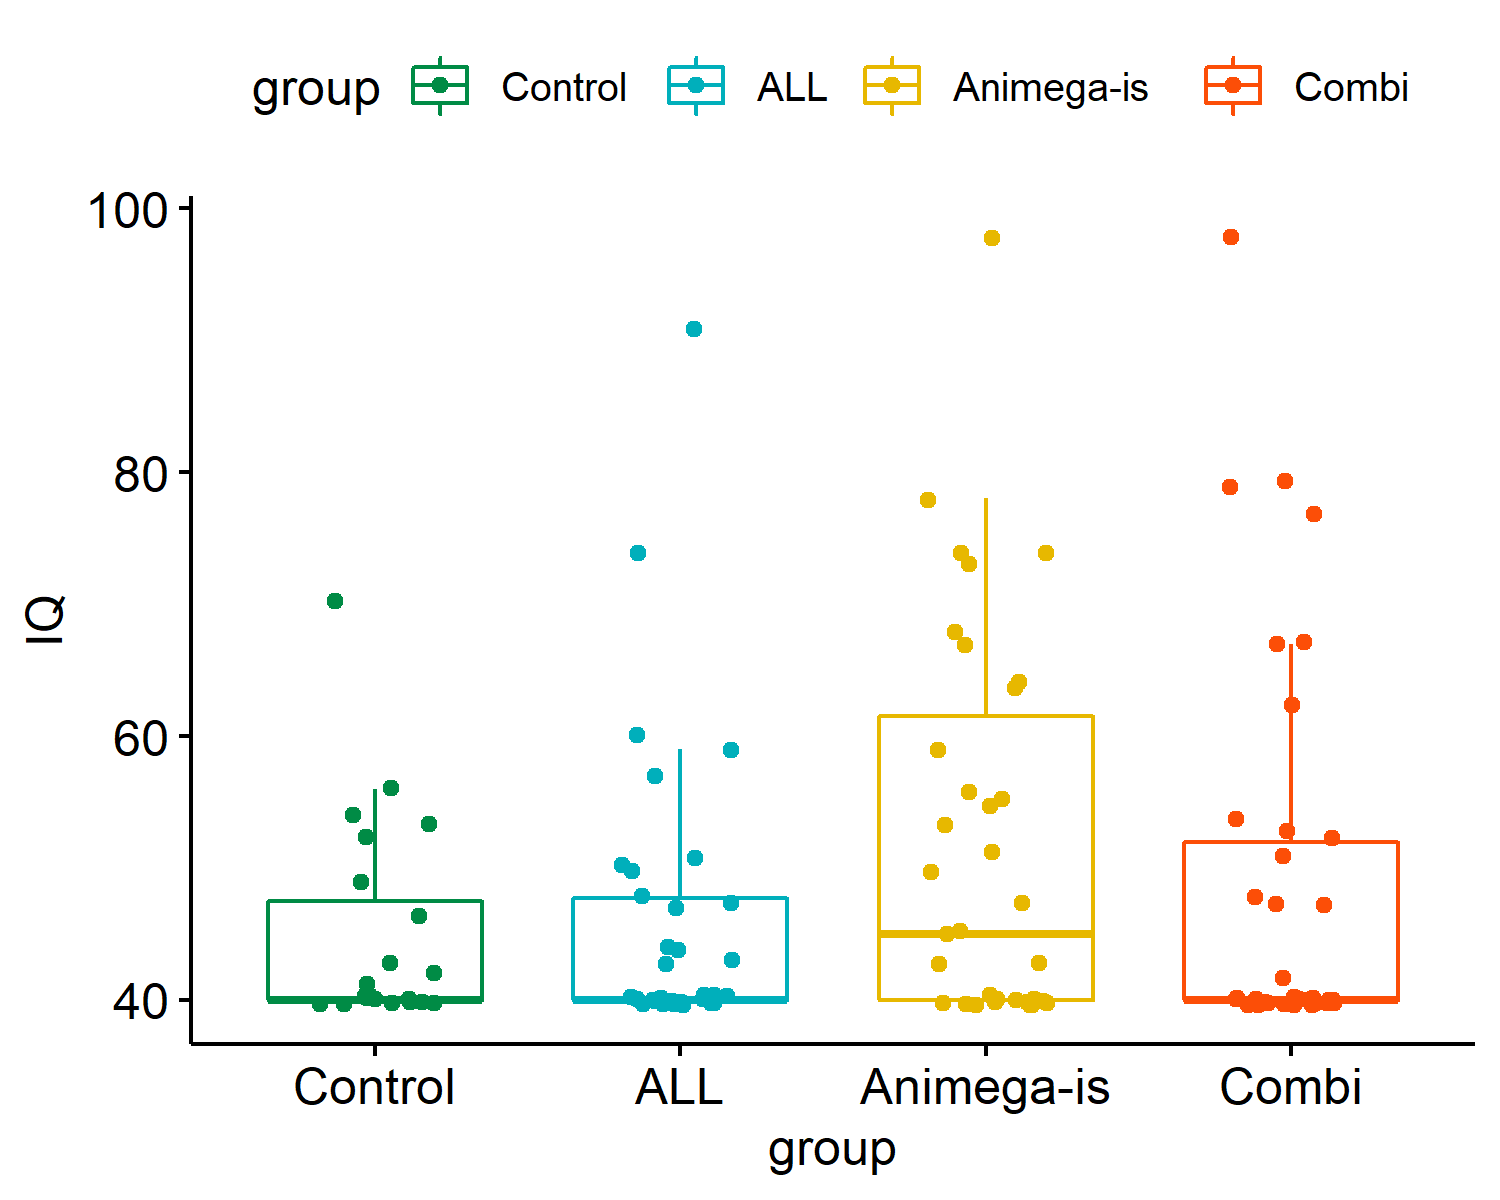 group Control ALL Animega-is Combi
100
80
60
40
IQ
Control ALL Animega-is Combi
group